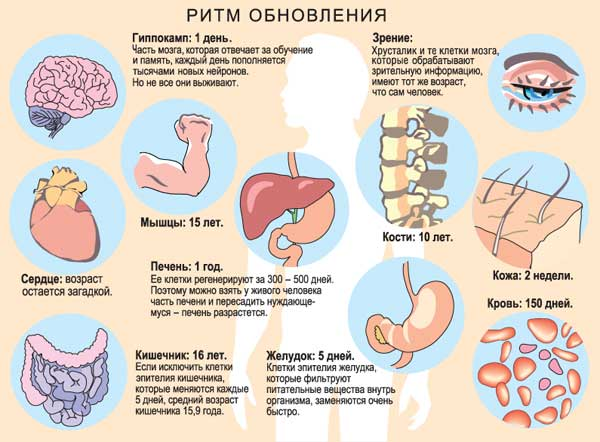 РИТМ ОБНОВЛЕНИЯ
Гиппокамп: 1 день.
Часть мозга, которая отвечает за обучение
и память, каждый день пополняется
тысячами новых нейронов.
Но не все они выживают.
Зрение:
Хрусталик и те клетки мозга,
которые обрабатывают
зрительную информацию,
имеют тот же возраст,
что сам человек.
Мышцы: 15 лет.
Кости: 10 лет.
Сердце: возраст
остается загадкой.
Печень: 1 год.
Ее клетки регенерируют за 300 – 500 дней.
Поэтому можно взять у живого человека
часть печени и пересадить нуждающе-
муся – печень разрастется.
Кожа: 2 недели.
Кровь: 150 дней.
Кишечник: 16 лет.
Если исключить клетки
эпителия кишечника,
которые меняются каждые
5 дней, средний возраст
кишечника 15,9 года.
Желудок: 5 дней.
Клетки эпителия желудка,
которые фильтруют
питательные вещества внутрь
организма, заменяются очень
быстро.